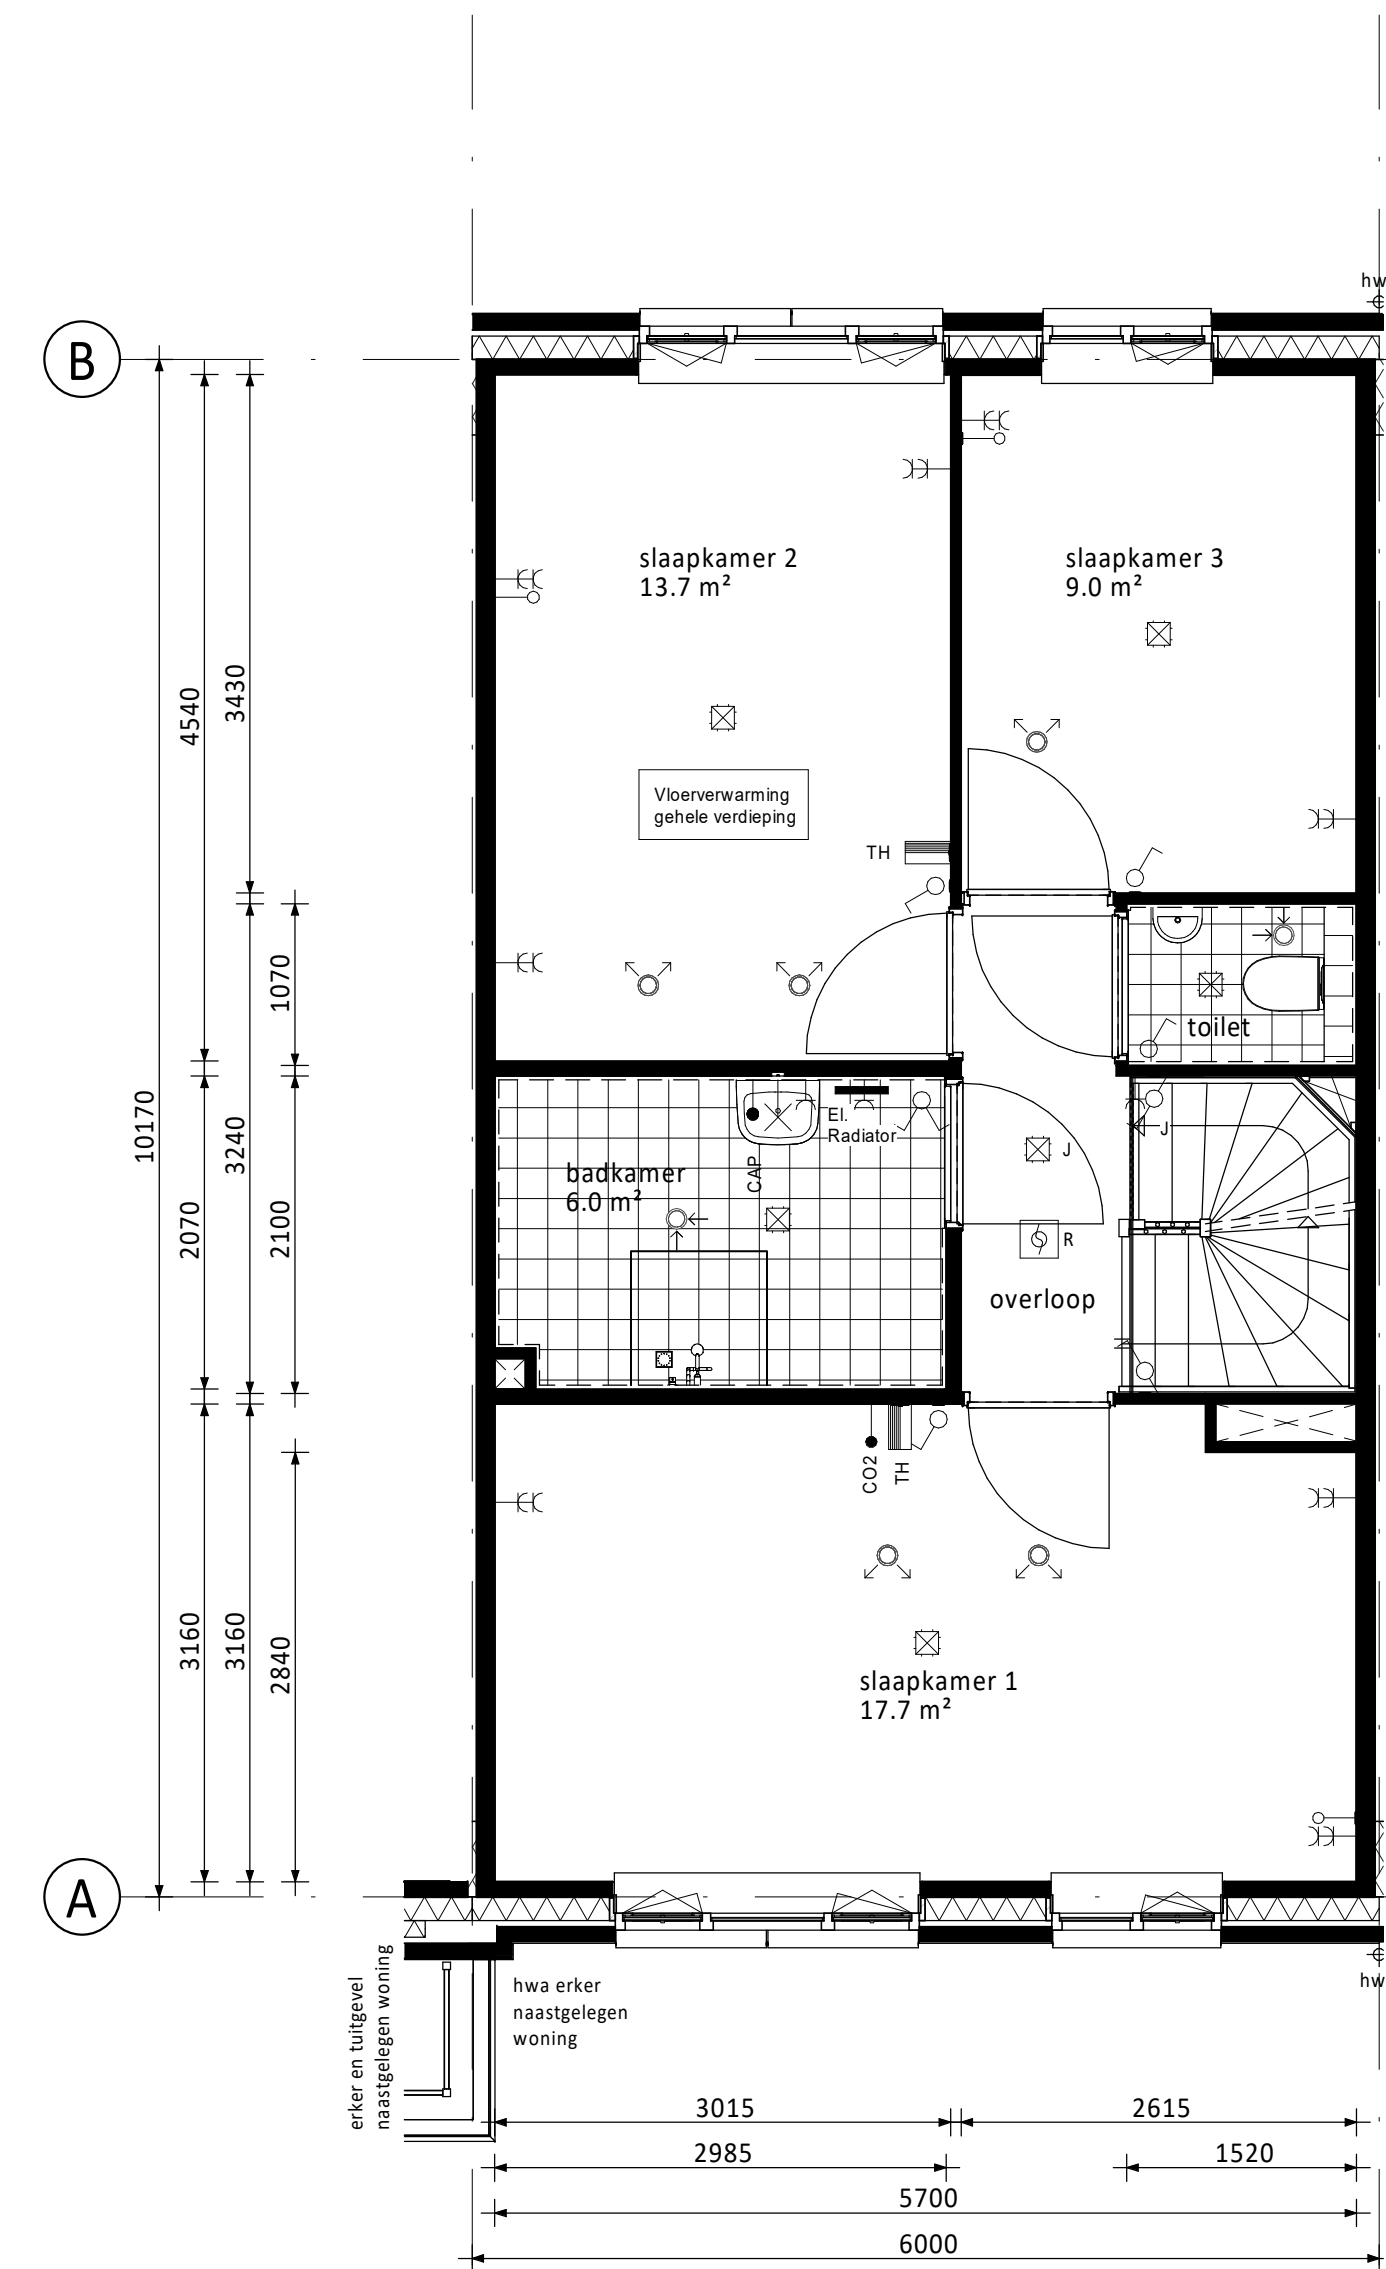 hw
B
slaapkamer 2
13.7 m²
slaapkamer 3
9.0 m²
4540
3430
Vloerverwarming
gehele verdieping
TH
1070
toilet
10170
3240
El.
Radiator
J
J
CAP
badkamer
6.0 m²
2070
2100
R
overloop
N
CO2
TH
3160
3160
2840
slaapkamer 1
17.7 m²
A
erker en tuitgevel
naastgelegen woning
hwa erker
naastgelegen
woning
hw
3015
2615
2985
1520
5700
6000